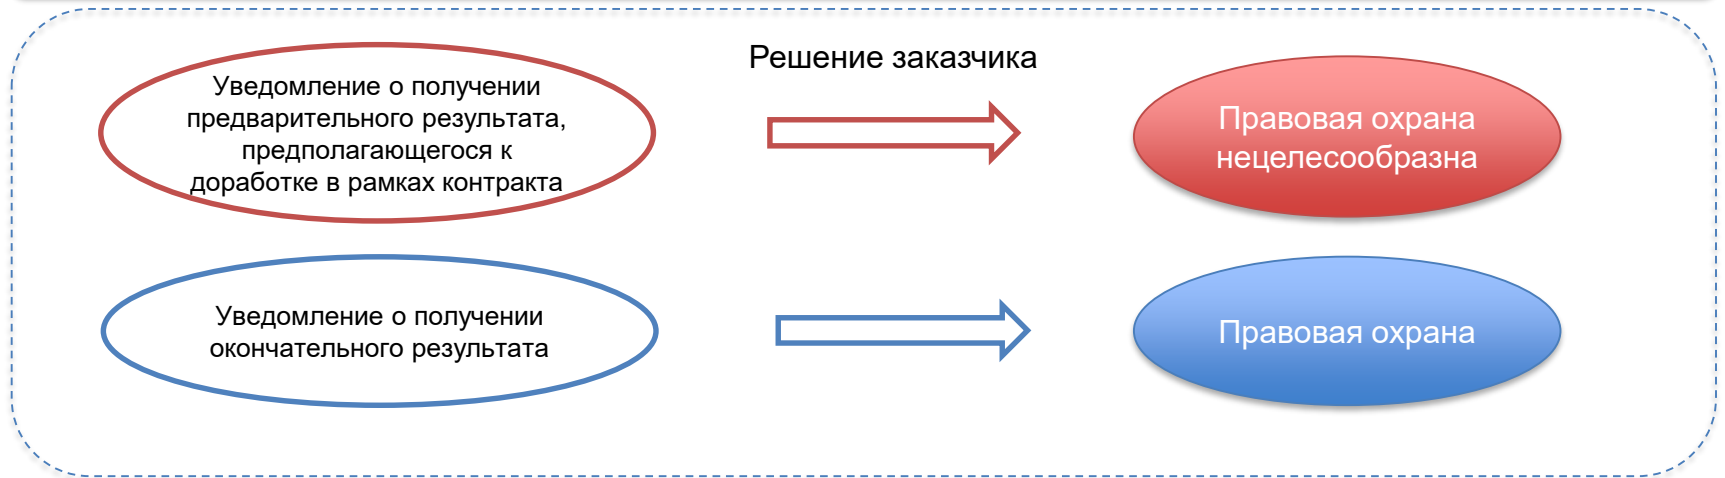 Решение заказчика
Уведомление о получении
предварительного результата,
предполагающегося к
доработке в рамках контракта
Правовая охрана
нецелесообразна
Уведомление о получении
окончательного результата
Правовая охрана